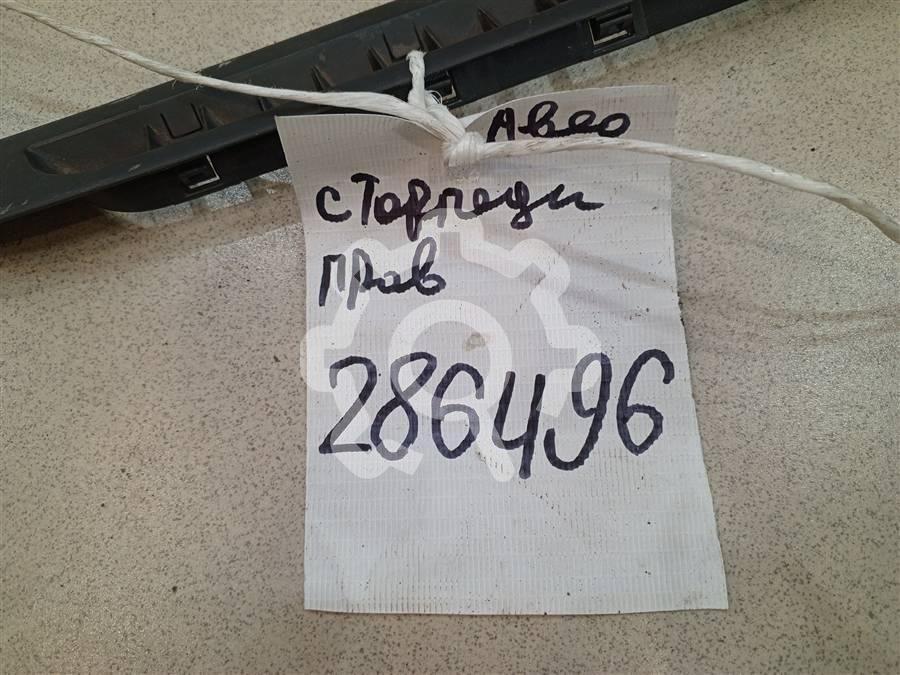 Авео
с Торпеды
прав
286496